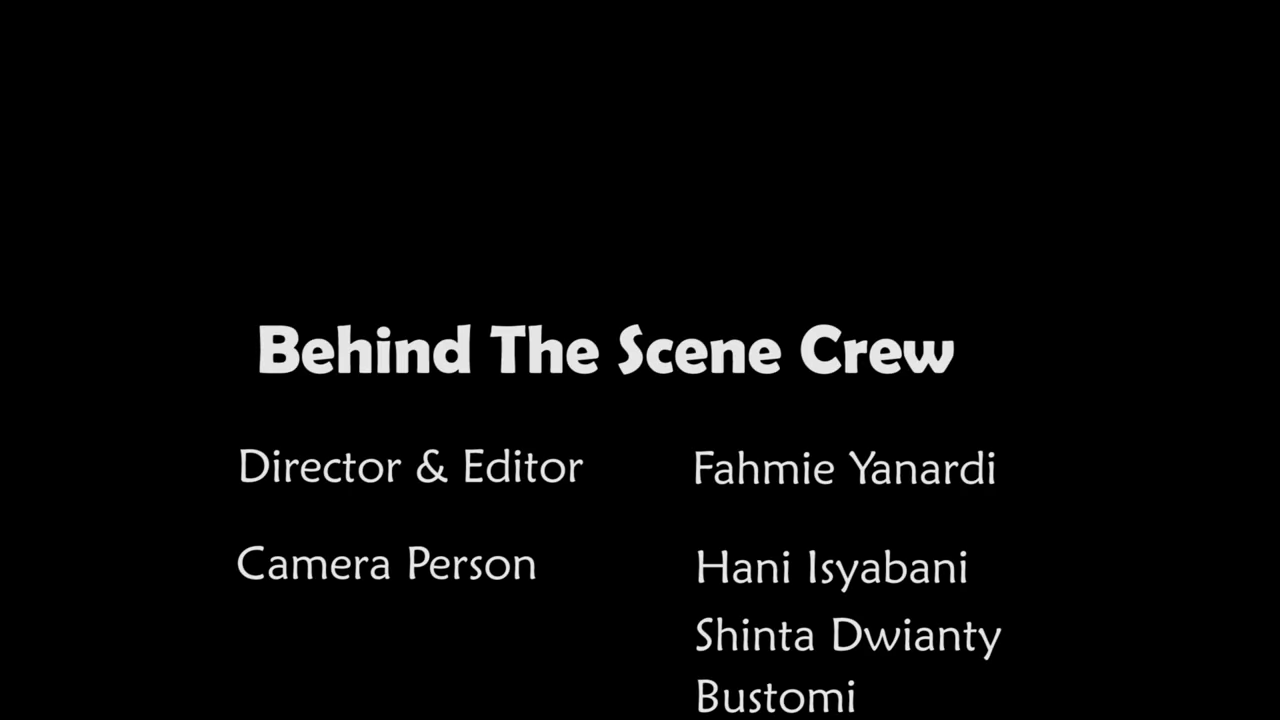 Behind The Scene Crew
Director & Editor Fahmie Yanardi
Camera Person Hani Isyabani
Shinta Dwianty
Bustomi